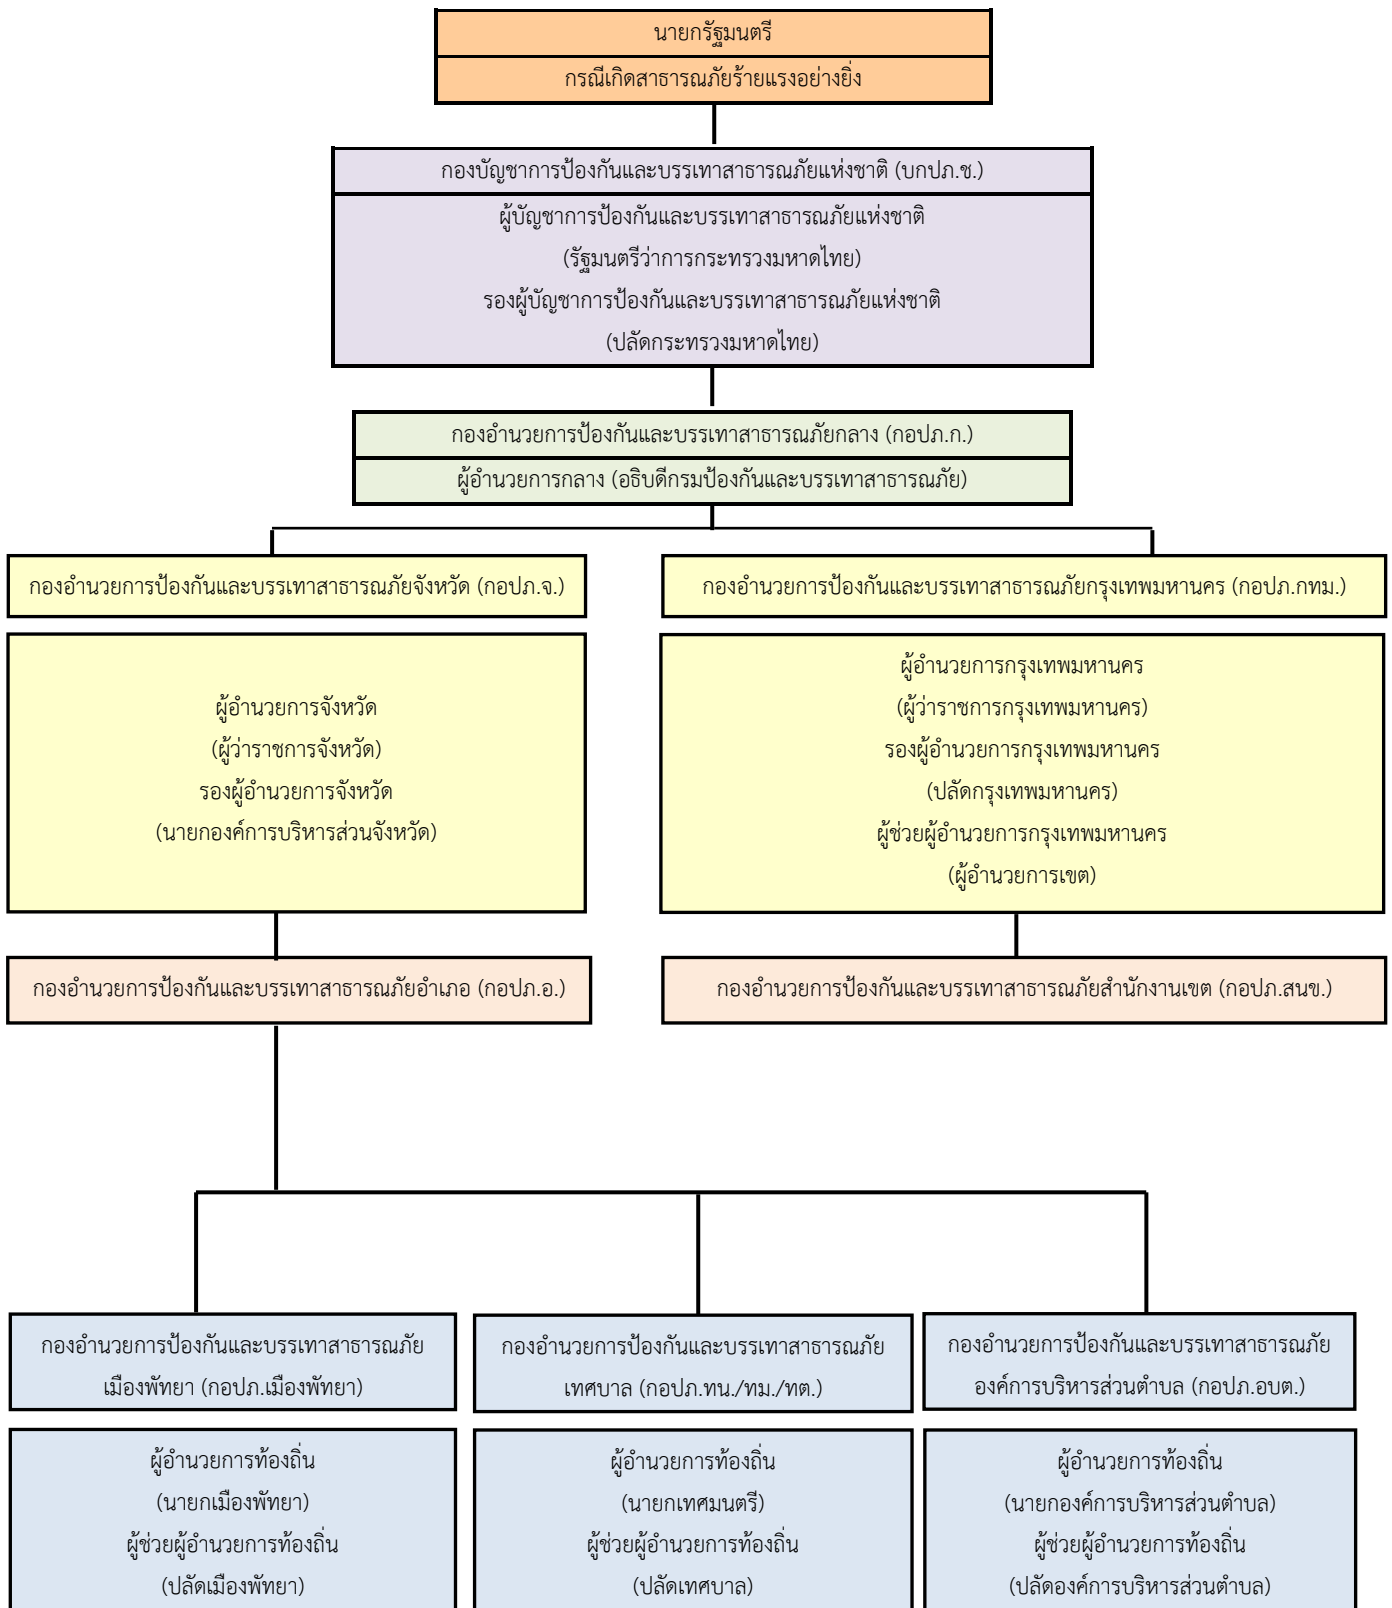 นายกรัฐมนตรี
กรณีเกิดสาธารณภัยร้ายแรงอย่างยิ่ง
กองบัญชาการป้องกันและบรรเทาสาธารณภัยแห่งชาติ (บกปภ.ช.)
ผู้บัญชาการป้องกันและบรรเทาสาธารณภัยแห่งชาติ
(รัฐมนตรีว่าการกระทรวงมหาดไทย)
รองผู้บัญชาการป้องกันและบรรเทาสาธารณภัยแห่งชาติ
(ปลัดกระทรวงมหาดไทย)
กองอำนวยการป้องกันและบรรเทาสาธารณภัยกลาง (กอปภ.ก.)
ผู้อำนวยการกลาง (อธิบดีกรมป้องกันและบรรเทาสาธารณภัย)
กองอำนวยการป้องกันและบรรเทาสาธารณภัยจังหวัด (กอปภ.จ.)
ผู้อำนวยการจังหวัด
(ผู้ว่าราชการจังหวัด)
รองผู้อำนวยการจังหวัด
(นายกองค์การบริหารส่วนจังหวัด)
กองอำนวยการป้องกันและบรรเทาสาธารณภัยกรุงเทพมหานคร (กอปภ.กทม.)
ผู้อำนวยการกรุงเทพมหานคร
(ผู้ว่าราชการกรุงเทพมหานคร)
รองผู้อำนวยการกรุงเทพมหานคร
(ปลัดกรุงเทพมหานคร)
ผู้ช่วยผู้อำนวยการกรุงเทพมหานคร
(ผู้อำนวยการเขต)
กองอำนวยการป้องกันและบรรเทาสาธารณภัยอำเภอ (กอปภ.อ.)
กองอำนวยการป้องกันและบรรเทาสาธารณภัยสำนักงานเขต (กอปภ.สนข.)
กองอำนวยการป้องกันและบรรเทาสาธารณภัย
เมืองพัทยา (กอปภ.เมืองพัทยา)
ผู้อำนวยการท้องถิ่น
(นายกเมืองพัทยา)
ผู้ช่วยผู้อำนวยการท้องถิ่น
(ปลัดเมืองพัทยา)
กองอำนวยการป้องกันและบรรเทาสาธารณภัย
เทศบาล (กอปภ.ทน./ทม./ทต.)
ผู้อำนวยการท้องถิ่น
(นายกเทศมนตรี)
ผู้ช่วยผู้อำนวยการท้องถิ่น
(ปลัดเทศบาล)
กองอำนวยการป้องกันและบรรเทาสาธารณภัย
องค์การบริหารส่วนตำบล (กอปภ.อบต.)
ผู้อำนวยการท้องถิ่น
(นายกองค์การบริหารส่วนตำบล)
ผู้ช่วยผู้อำนวยการท้องถิ่น
(ปลัดองค์การบริหารส่วนตำบล)